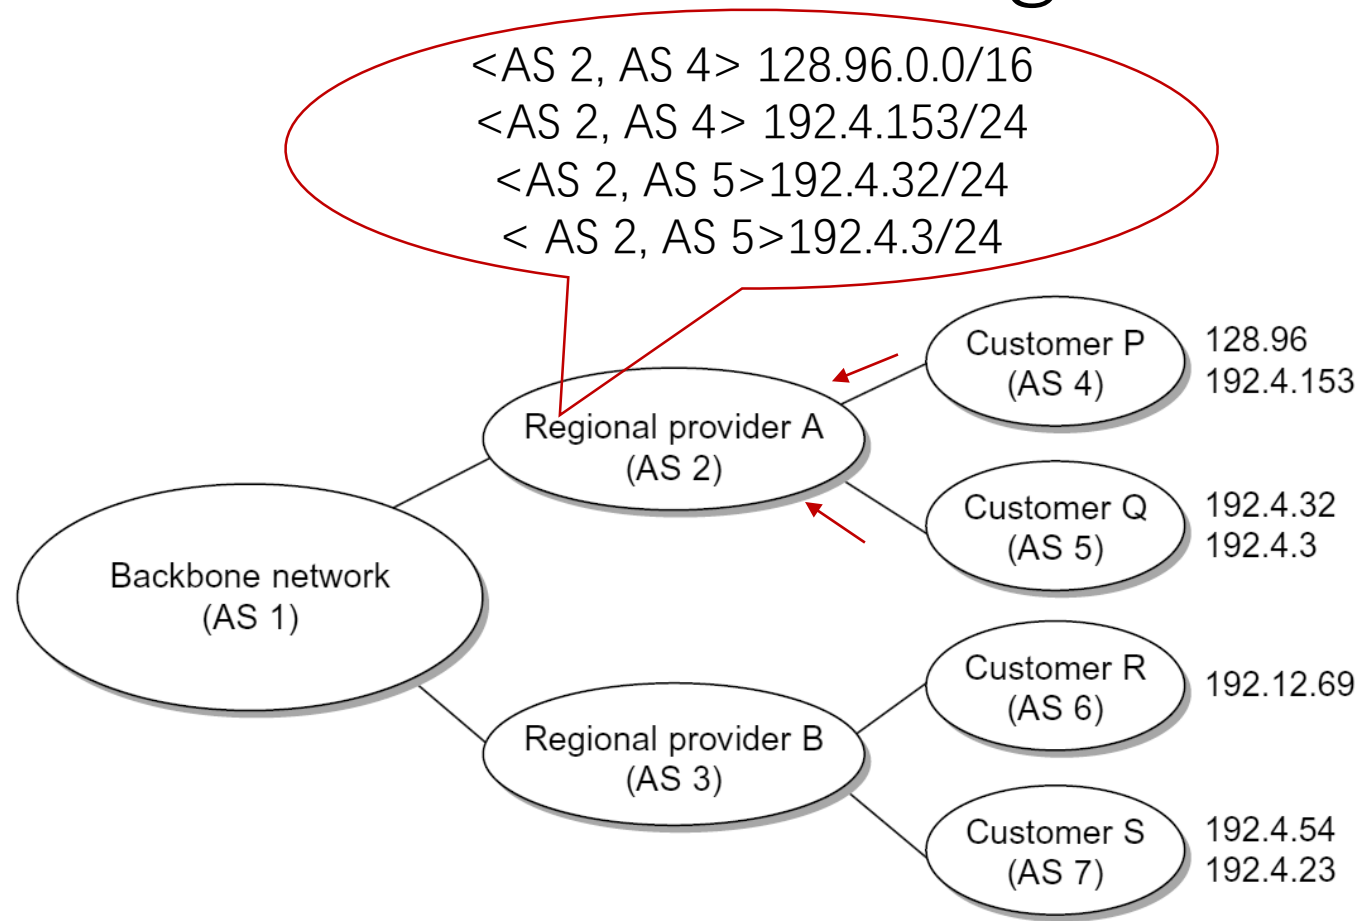 <AS 2, AS 4> 128.96.0.0/16
<AS 2, AS 4> 192.4.153/24
<AS 2, AS 5>192.4.32/24
< AS 2, AS 5>192.4.3/24
Customer P
(AS 4)
128.96
192.4.153
Regional provider A
(AS 2)
Customer Q
(AS 5)
192.4.32
192.4.3
Backbone network
(AS 1)
Customer R
(AS 6)
192.12.69
Regional provider B
(AS 3)
Customer S
(AS 7)
192.4.54
192.4.23